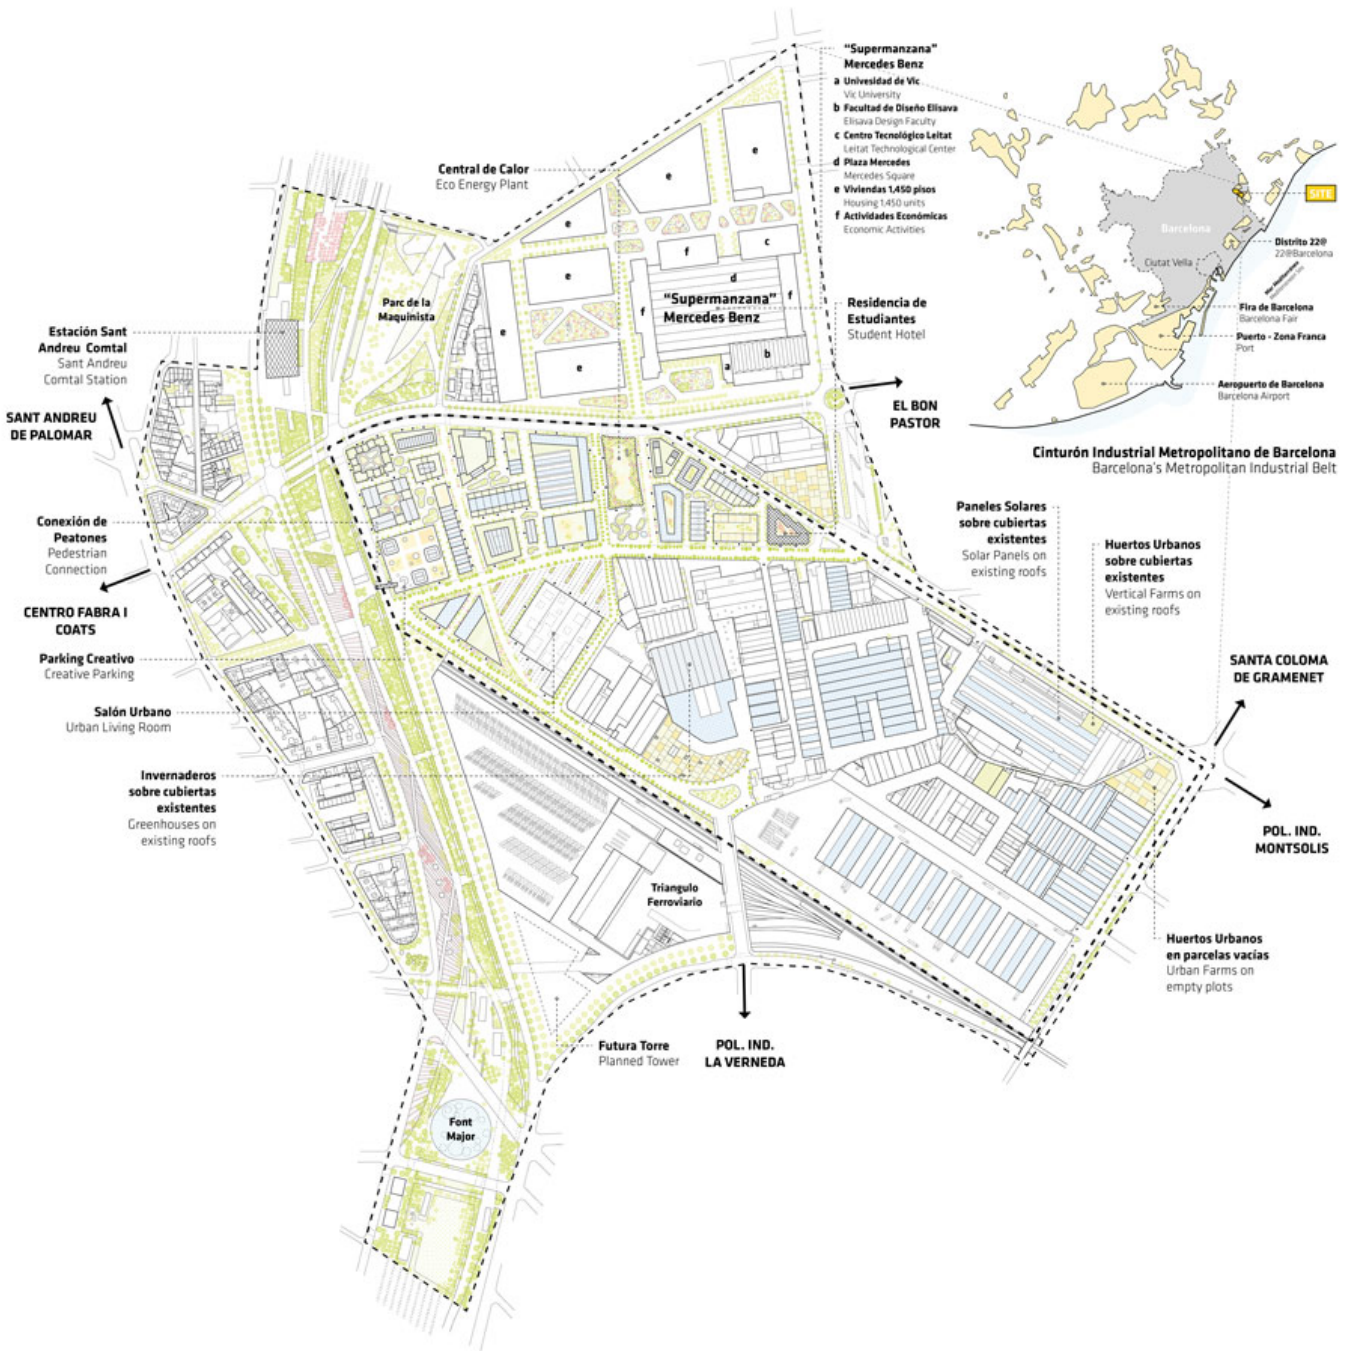 “Supermanzana”
Mercedes Benz
a Univesidad de Vic
Vic University
b Facultad de Diseño Elisava
Elisava Design Faculty
c Centro Tecnológico Leitat
Leitat Technological Center
d Plaza Mercedes
Mercedes Square
e Viviendas 1,450 pisos
Housing 1,450 units
f Actividades Económicas
Economic Activities
Central de Calor
Eco Energy Plant
e
e
e
e
e
e
f
c
d
f
f
b
a
“Supermanzana”
Mercedes Benz
Parc de la
Maquinista
Residencia de
Estudiantes
Student Hotel
Estación Sant
Andreu Comtal
Sant Andreu
Comtal Station
SANT ANDREU
DE PALOMAR
EL BON
PASTOR
SITE
Barcelona
Ciutat Vella
Distrito 22@
22@Barcelona
Mar Mediterráneo
Fira de Barcelona
Barcelona Fair
Puerto - Zona Franca
Port
Aeropuerto de Barcelona
Barcelona Airport
Cinturón Industrial Metropolitano de Barcelona
Barcelona's Metropolitan Industrial Belt
Conexión de
Peatones
Pedestrian
Connection
CENTRO FABRA I
COATS
Parking Creativo
Creative Parking
Salón Urbano
Urban Living Room
Invernaderos
sobre cubiertas
existentes
Greenhouses on
existing roofs
Paneles Solares
sobre cubiertas
existentes
Solar Panels on
existing roofs
Huertos Urbanos
sobre cubiertas
existentes
Vertical Farms on
existing roofs
SANTA COLOMA
DE GRAMENET
POL. IND.
MONTSOLIS
Triangulo
Ferroviario
Huertos Urbanos
en parcelas vacías
Urban Farms on
empty plots
Futura Torre
Planned Tower
POL. IND.
LA VERNEDA
Font
Major